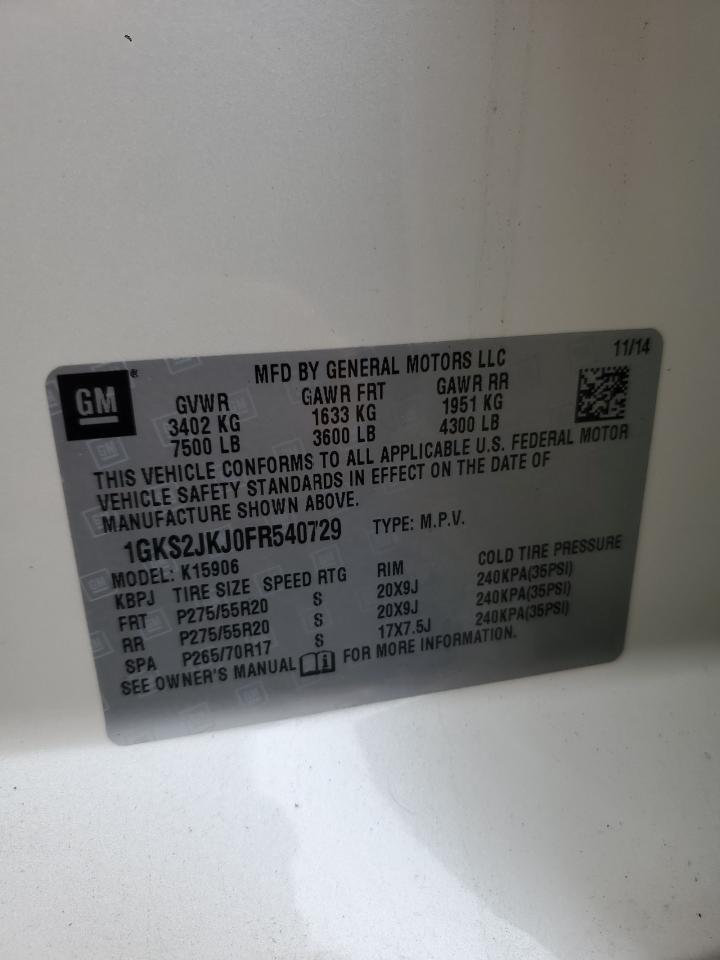 GM
MFD BY GENERAL MOTORS LLC 11/14
GVWR GAWR FRT GAWR RR
3402 KG 1633 KG 1951 KG
7500 LB 3600 LB 4300 LB
THIS VEHICLE CONFORMS TO ALL APPLICABLE U.S. FEDERAL MOTOR
VEHICLE SAFETY STANDARDS IN EFFECT ON THE DATE OF
MANUFACTURE SHOWN ABOVE.
1GKS2JKJ0FR540729 TYPE: M.P.V.
MODEL: K15906
KBPJ TIRE SIZE SPEED RTG RIM COLD TIRE PRESSURE
FRT P275/55R20 S 20X9J 240KPA(35PSI)
RR P275/55R20 S 20X9J 240KPA(35PSI)
SPA P265/70R17 S 17X7.5J 240KPA(35PSI)
SEE OWNER'S MANUAL FOR MORE INFORMATION.